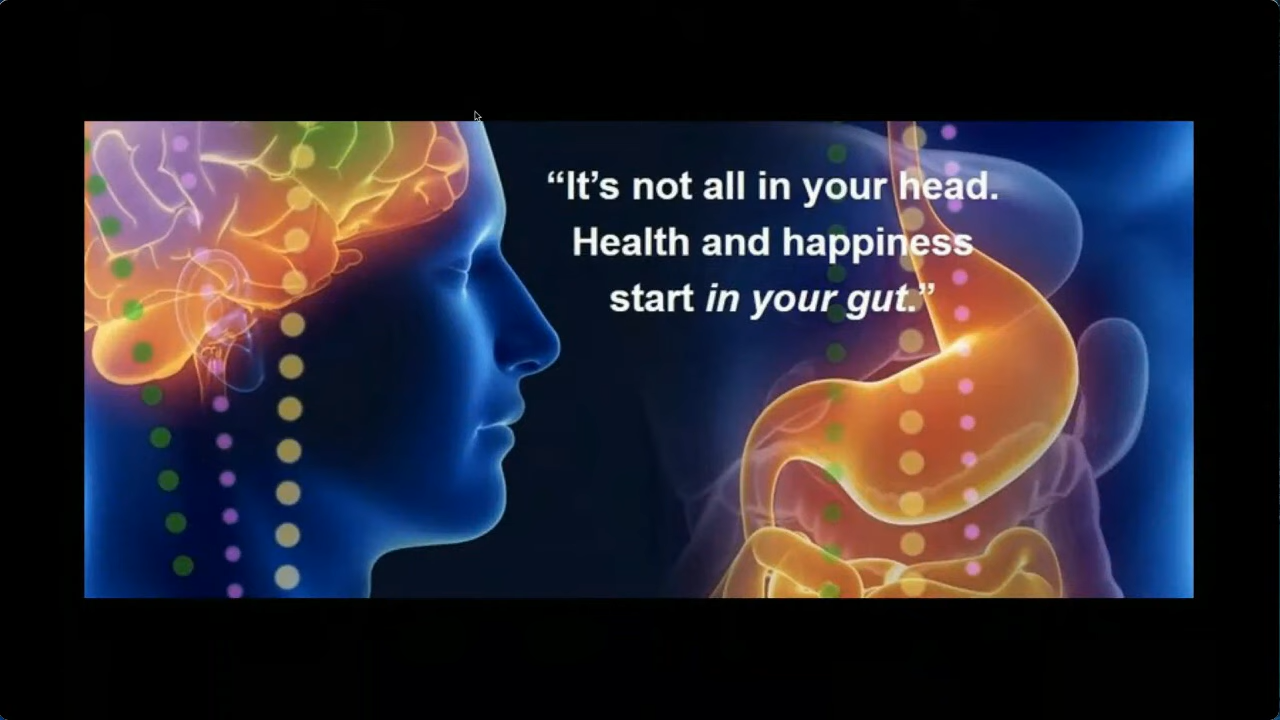 “It’s not all in your head.
Health and happiness
start in your gut.”